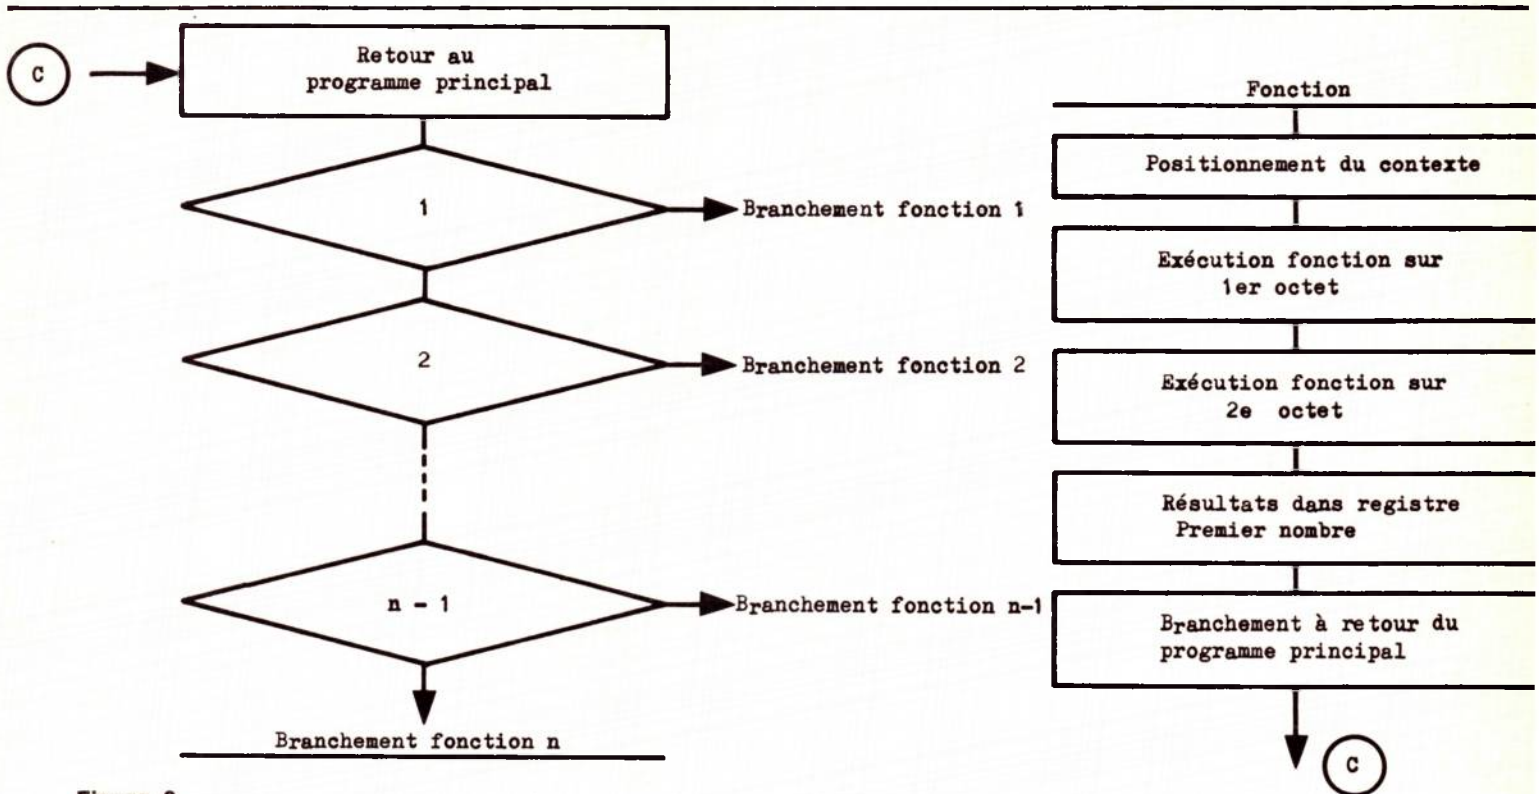 C
Retour au
programme principal
1
Branchement fonction 1
2
Branchement fonction 2
n - 1
Branchement fonction n-1
Branchement fonction n
Fonction
Positionnement du contexte
Exécution fonction sur
1er octet
Exécution fonction sur
2e octet
Résultats dans registre
Premier nombre
Branchement à retour du
programme principal
C